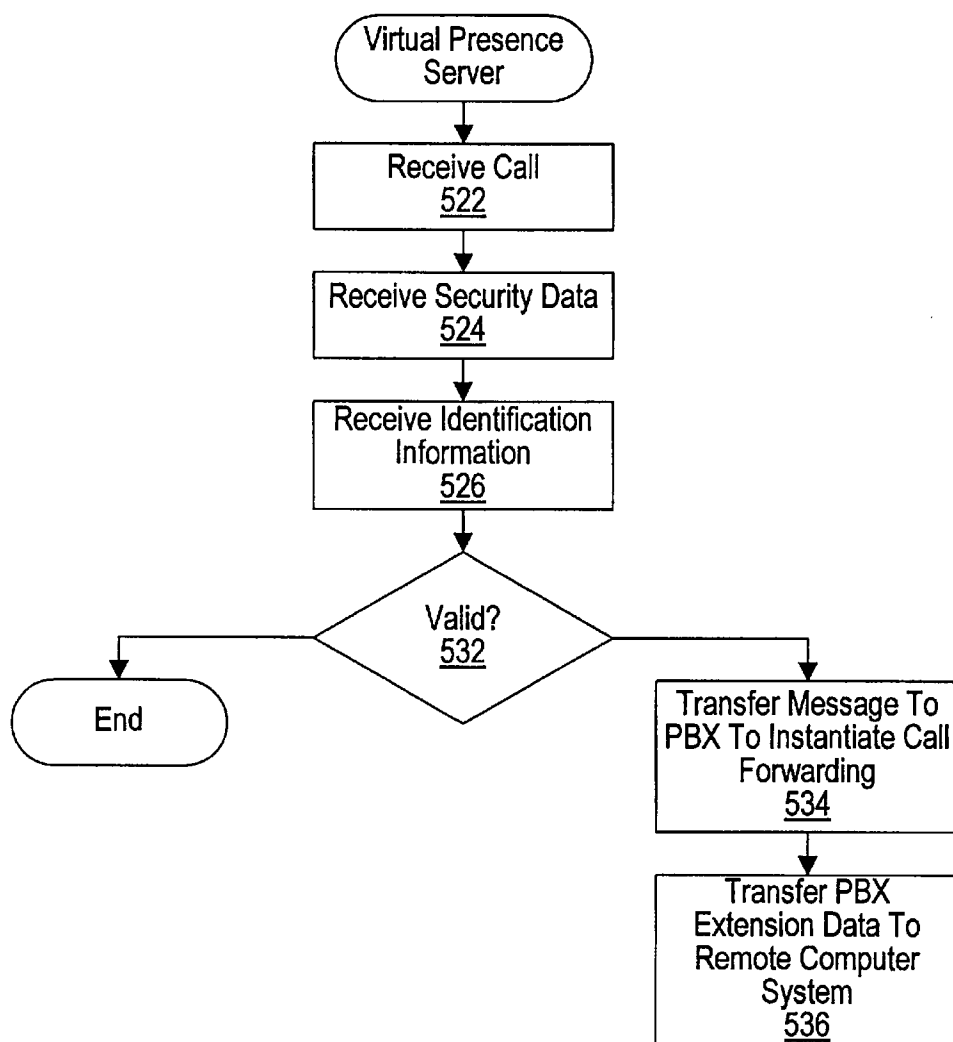 Virtual Presence
Server
Receive Call
522
Receive Security Data
524
Receive Identification
Information
526
Valid?
532
End
Transfer Message To
PBX To Instantiate Call
Forwarding
534
Transfer PBX
Extension Data To
Remote Computer
System
536